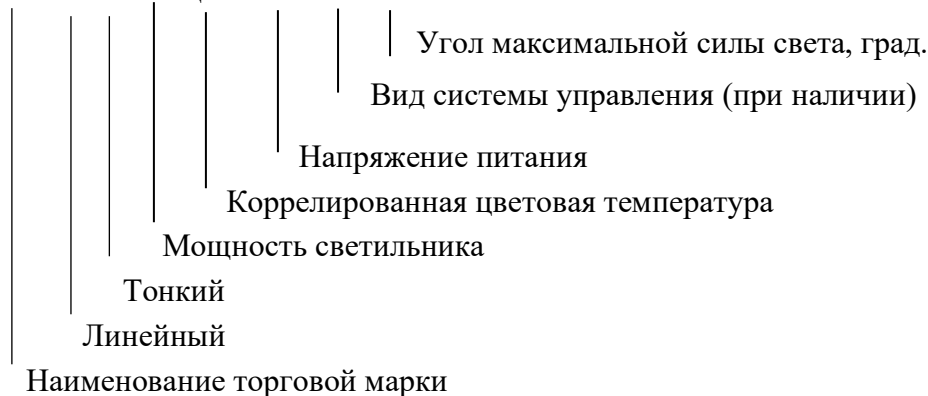 Угол максимальной силы света, град.
Вид системы управления (при наличии)
Напряжение питания
Коррелированная цветовая температура
Мощность светильника
Тонкий
Линейный
Наименование торговой марки